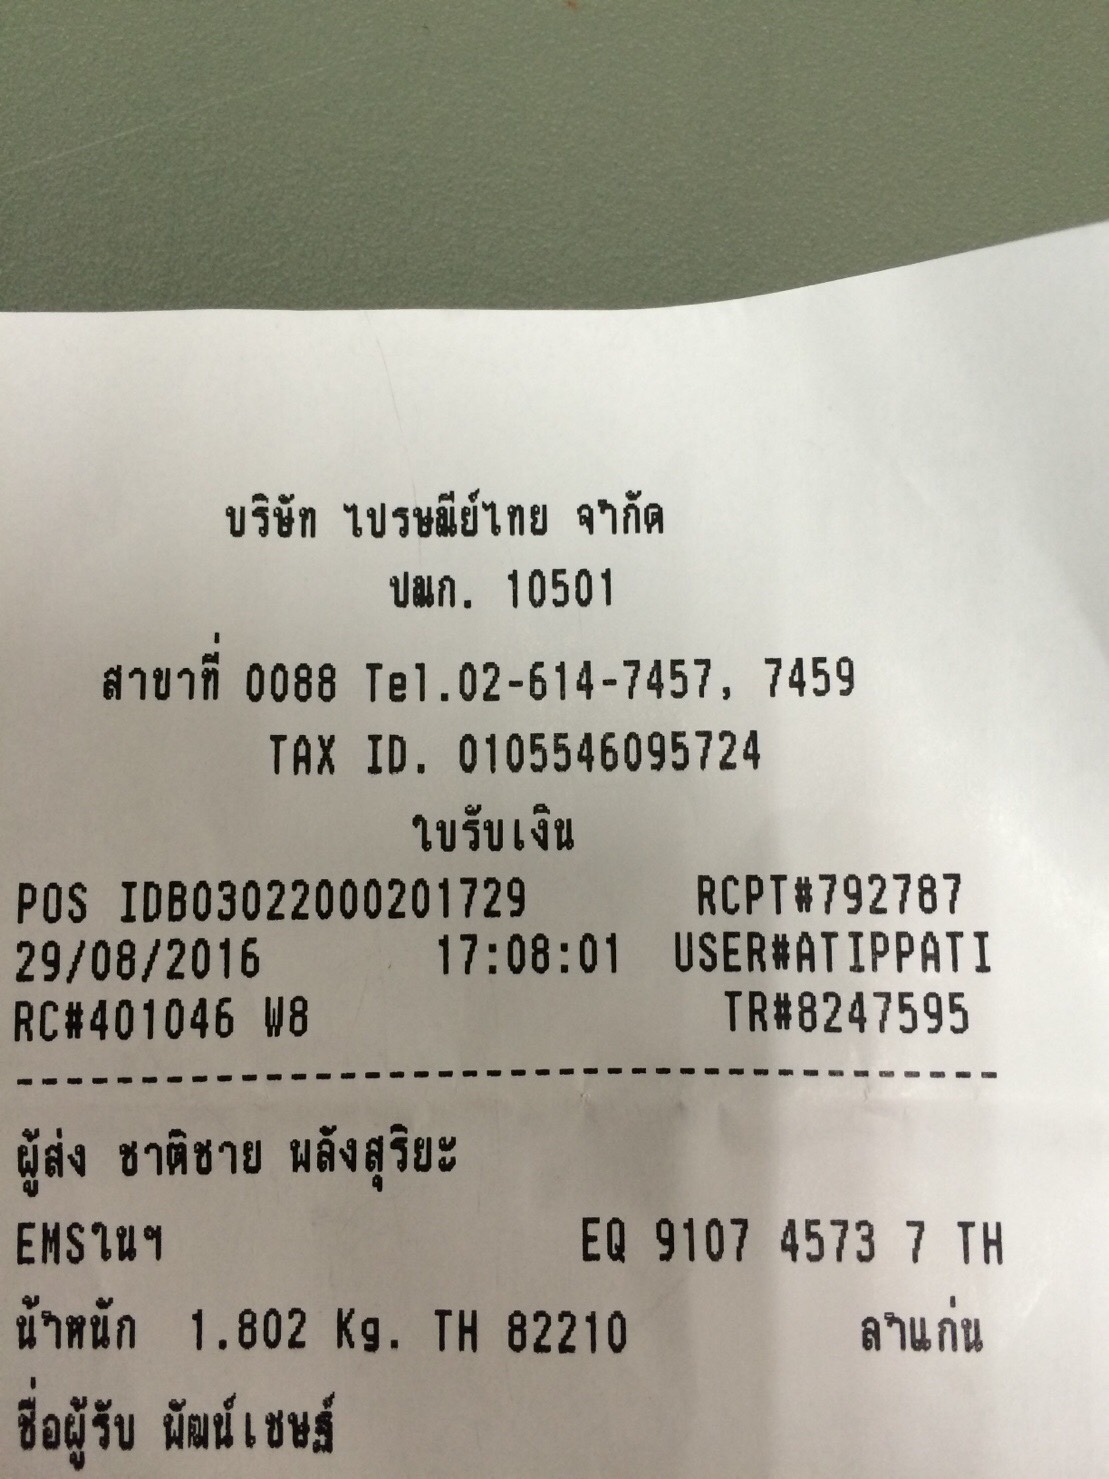 บริษัท ไปรษณีย์ไทย จำกัด
ปณก. 10501
สาขาที่ 0088 Tel.02-614-7457, 7459
TAX ID. 0105546095724
ใบรับเงิน
POS IDB03022000201729 RCPT#792787
29/08/2016 17:08:01 USER#ATIPPATI
RC#401046 W8 TR#8247595
---------------------------------------
ผู้ส่ง ชาติชาย พลังสุริยะ
EMSในฯ EQ 9107 4573 7 TH
น้ำหนัก 1.802 Kg. TH 82210 ลำแก่น
ชื่อผู้รับ พัฒน์เชษฐ์